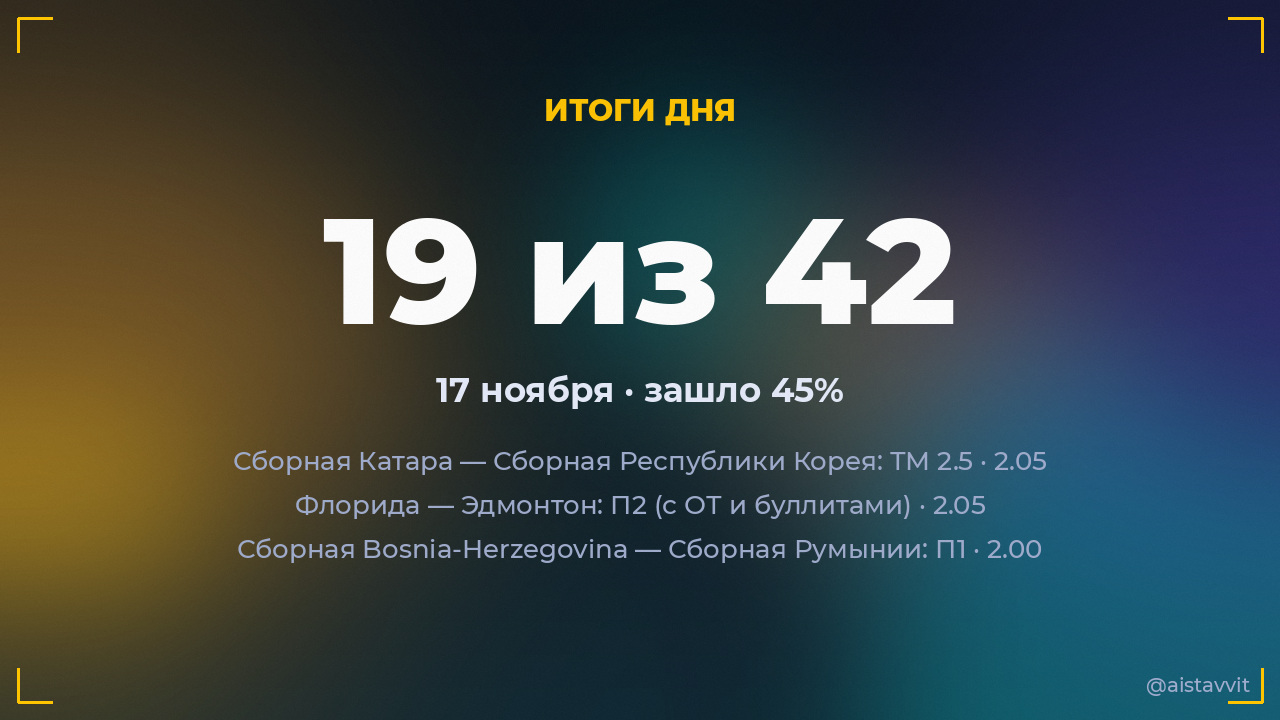 ИТОГИ ДНЯ
19 из 42
17 ноября · зашло 45%
Сборная Катара — Сборная Республики Корея: ТМ 2.5 · 2.05
Флорида — Эдмонтон: П2 (с ОТ и буллитами) · 2.05
Сборная Bosnia-Herzegovina — Сборная Румынии: П1 · 2.00
@aistavvit